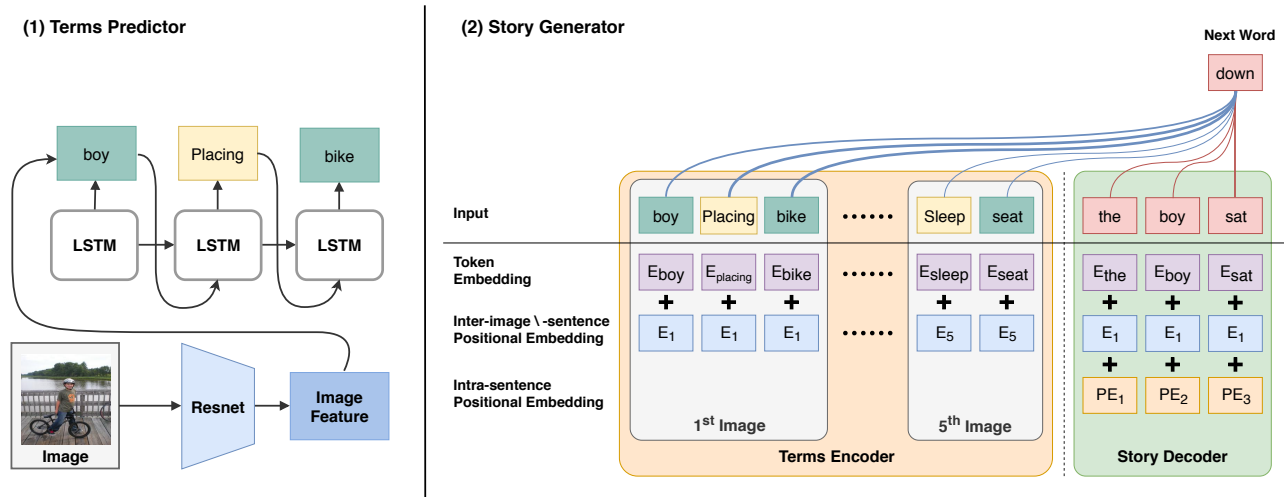 (1) Terms Predictor
boy
Placing
bike
LSTM
LSTM
LSTM
Image
Resnet
Image
Feature
(2) Story Generator
Next Word
down
Input
boy
Placing
bike
......
Sleep
seat
the
boy
sat
Token
Embedding
Eboy
Eplacing
Ebike
......
Esleep
Eseat
Ethe
Eboy
Esat
+
+
+
+
+
+
+
+
Inter-image \ -sentence
Positional Embedding
E1
E1
E1
......
E5
E5
E1
E1
E1
+
+
+
Intra-sentence
Positional Embedding
PE1
PE2
PE3
1st Image
5th Image
Terms Encoder
Story Decoder